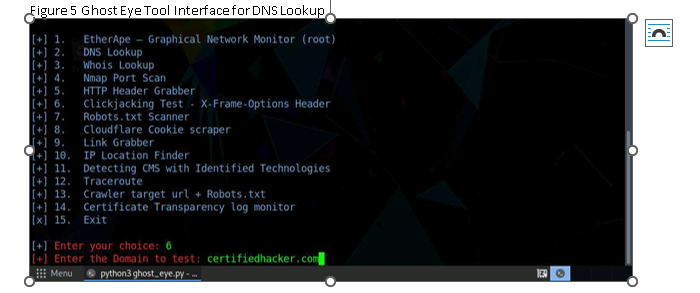 Figure 5 Ghost Eye Tool Interface for DNS Lookup
[+] 1. EtherApe – Graphical Network Monitor (root)
[+] 2. DNS Lookup
[+] 3. Whois Lookup
[+] 4. Nmap Port Scan
[+] 5. HTTP Header Grabber
[+] 6. Clickjacking Test - X-Frame-Options Header
[+] 7. Robots.txt Scanner
[+] 8. Cloudflare Cookie scraper
[+] 9. Link Grabber
[+] 10. IP Location Finder
[+] 11. Detecting CMS with Identified Technologies
[+] 12. Traceroute
[+] 13. Crawler target url + Robots.txt
[+] 14. Certificate Transparency log monitor
[x] 15. Exit
[+] Enter your choice: 6
[+] Enter the Domain to test: certifiedhacker.com
Menu python3 ghost_eye.py - ...